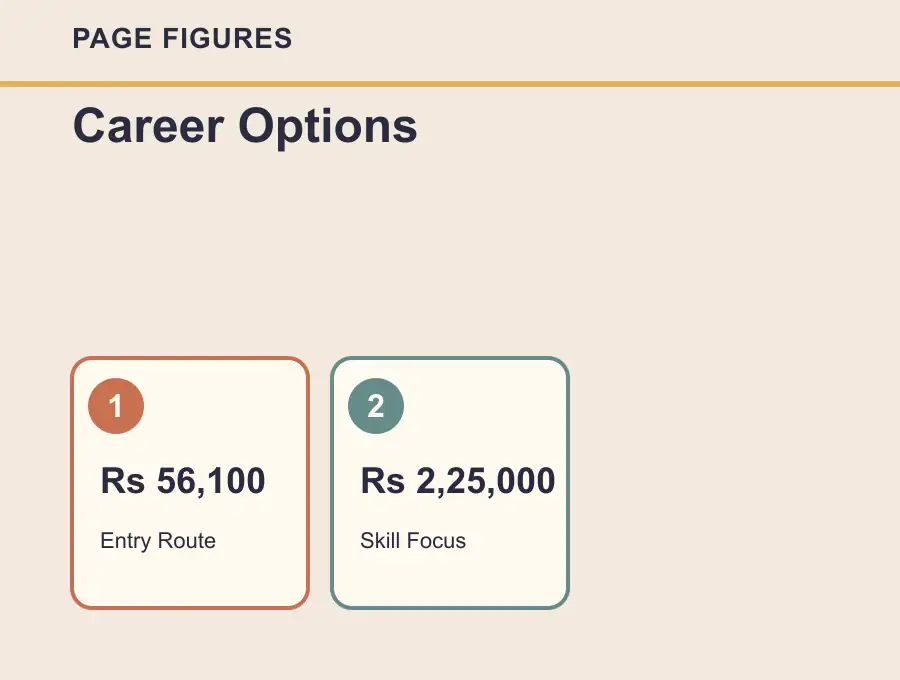 PAGE FIGURES
Career Options
1
Rs 56,100
Entry Route
2
Rs 2,25,000
Skill Focus